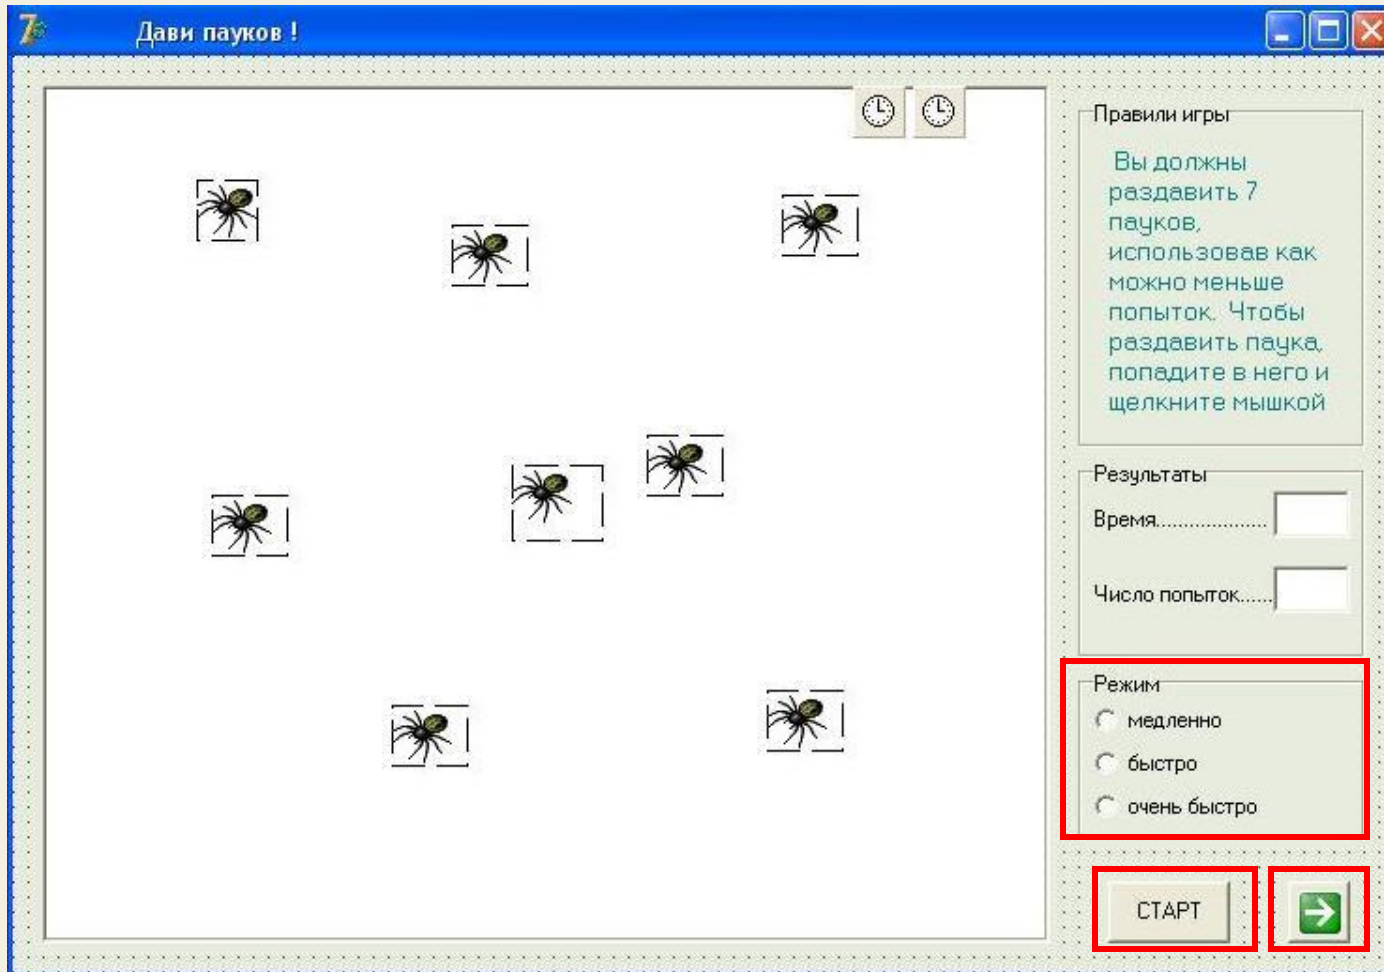 Дави пауков !
Правили игры
Вы должны
раздавить 7
пауков,
использовав как
можно меньше
попыток. Чтобы
раздавить паука,
попадите в него и
щелкните мышкой
Результаты
Время...................
Число попыток......
Режим
медленно
быстро
очень быстро
СТАРТ